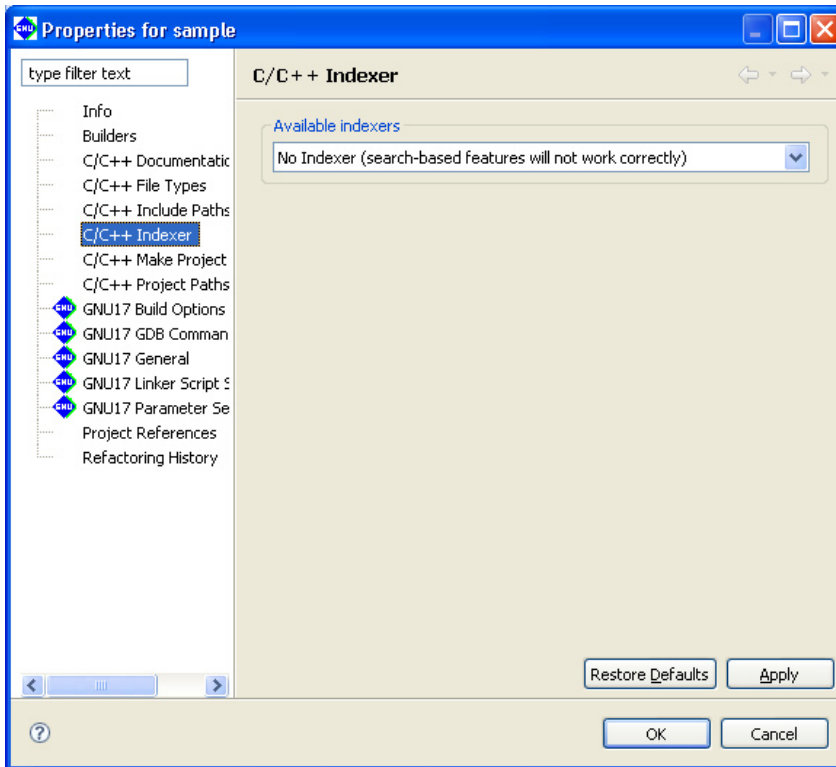 Properties for sample
type filter text
Info
Builders
C/C++ Documentatic
C/C++ File Types
C/C++ Include Paths
C/C++ Indexer
C/C++ Make Project
C/C++ Project Paths
GNU17 Build Options
GNU17 GDB Comman
GNU17 General
GNU17 Linker Script S
GNU17 Parameter Se
Project References
Refactoring History
C/C++ Indexer
Available indexers
No Indexer (search-based features will not work correctly)
Restore Defaults
Apply
?
OK
Cancel